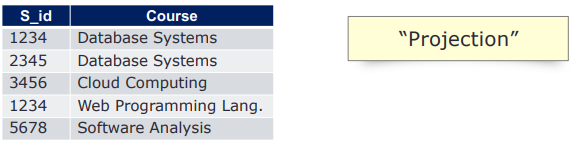 S_id Course
1234 Database Systems
2345 Database Systems
3456 Cloud Computing
1234 Web Programming Lang.
5678 Software Analysis
“Projection”